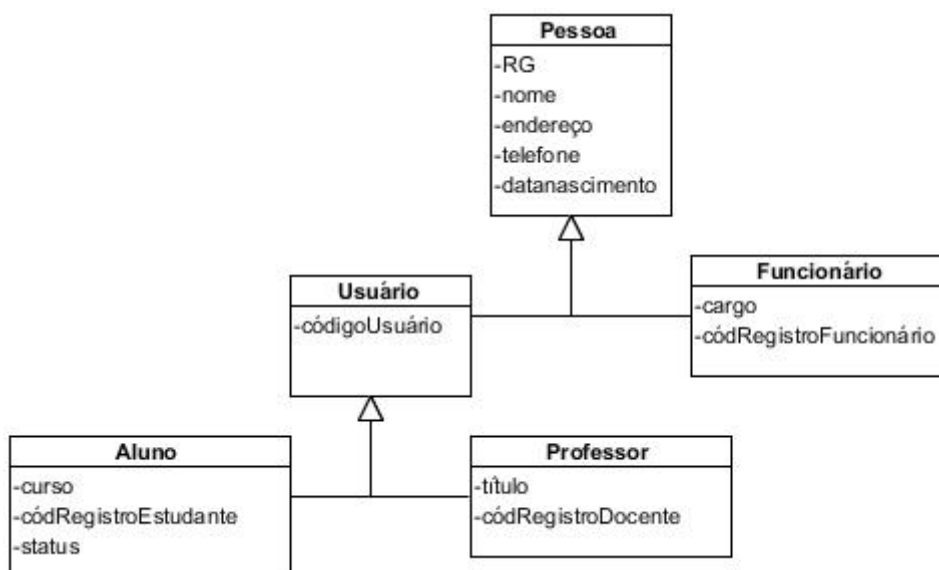 Pessoa
-RG
-nome
-endereço
-telefone
-datanascimento
Usuário
-códigoUsuário
Funcionário
-cargo
-códRegistroFuncionário
Aluno
-curso
-códRegistroEstudante
-status
Professor
-título
-códRegistroDocente